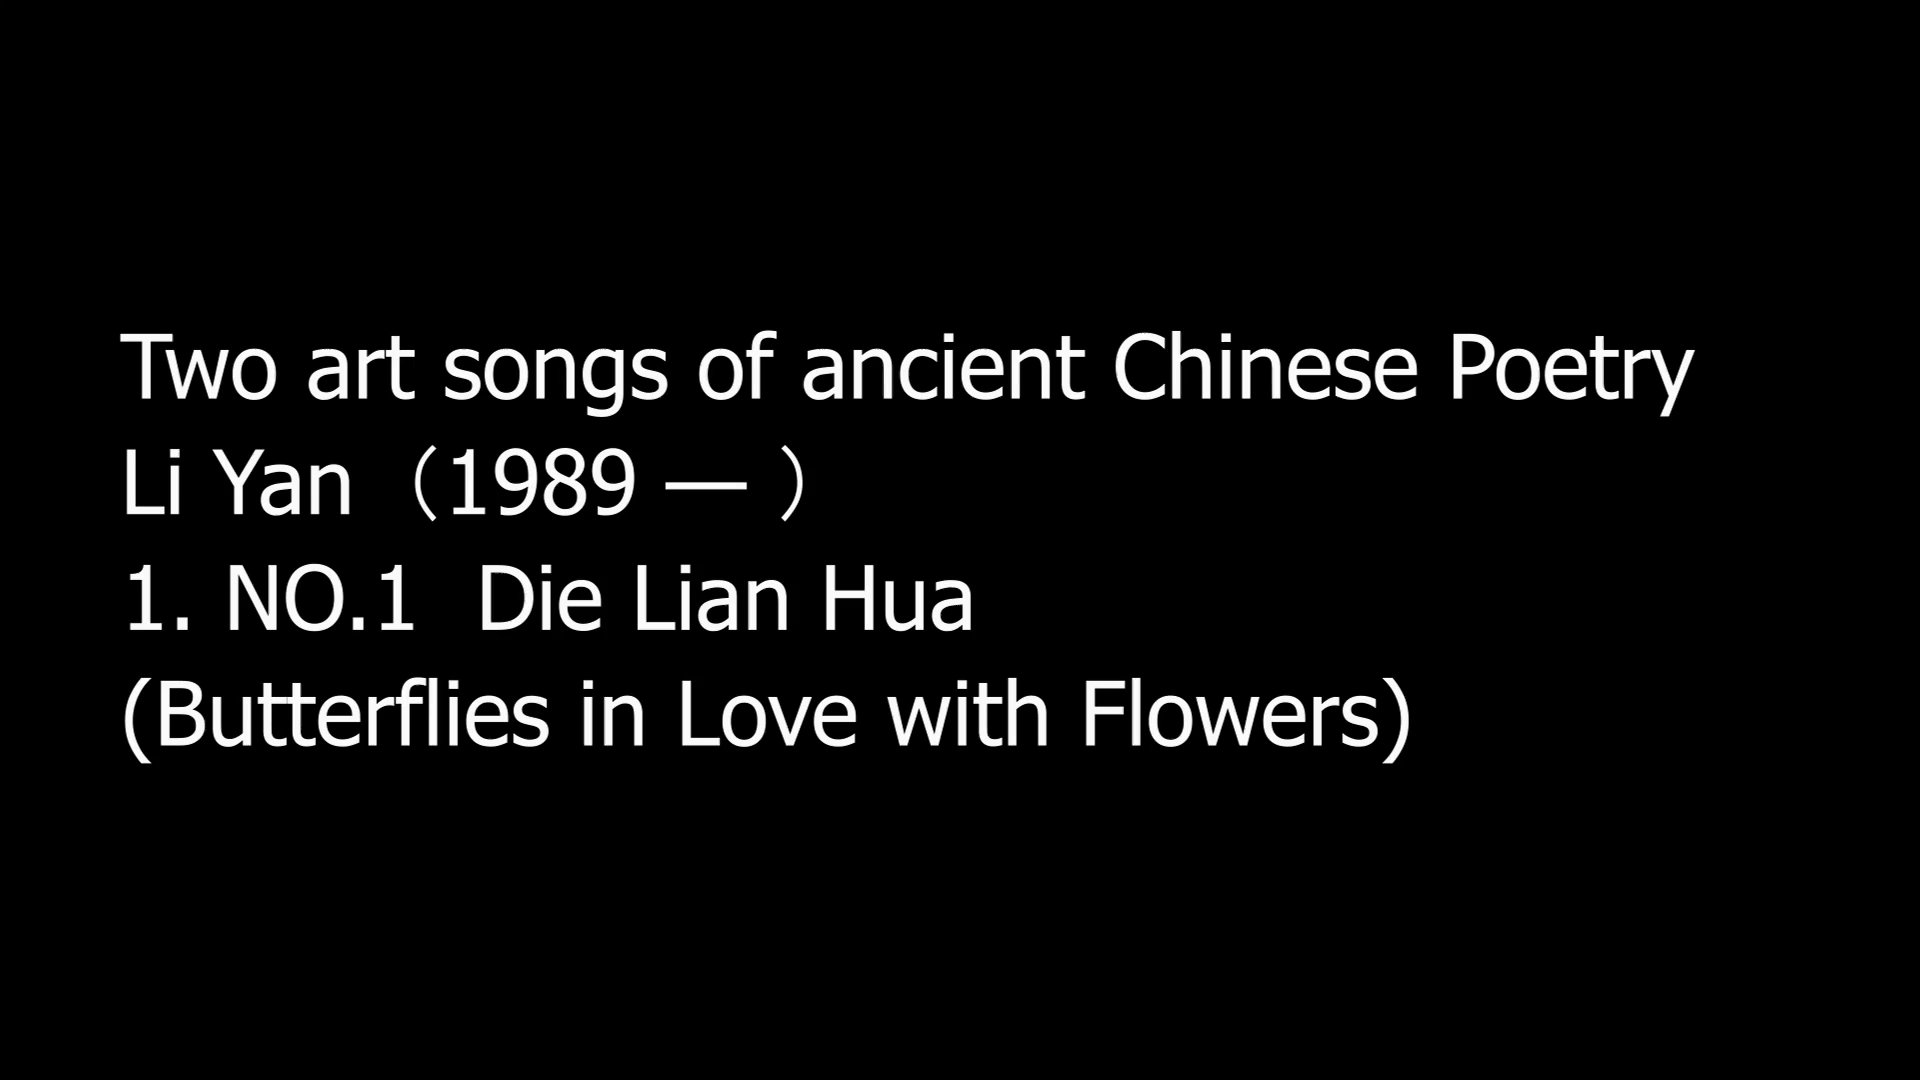 Two art songs of ancient Chinese Poetry
Li Yan（1989 — ）
1. NO.1  Die Lian Hua
(Butterflies in Love with Flowers)